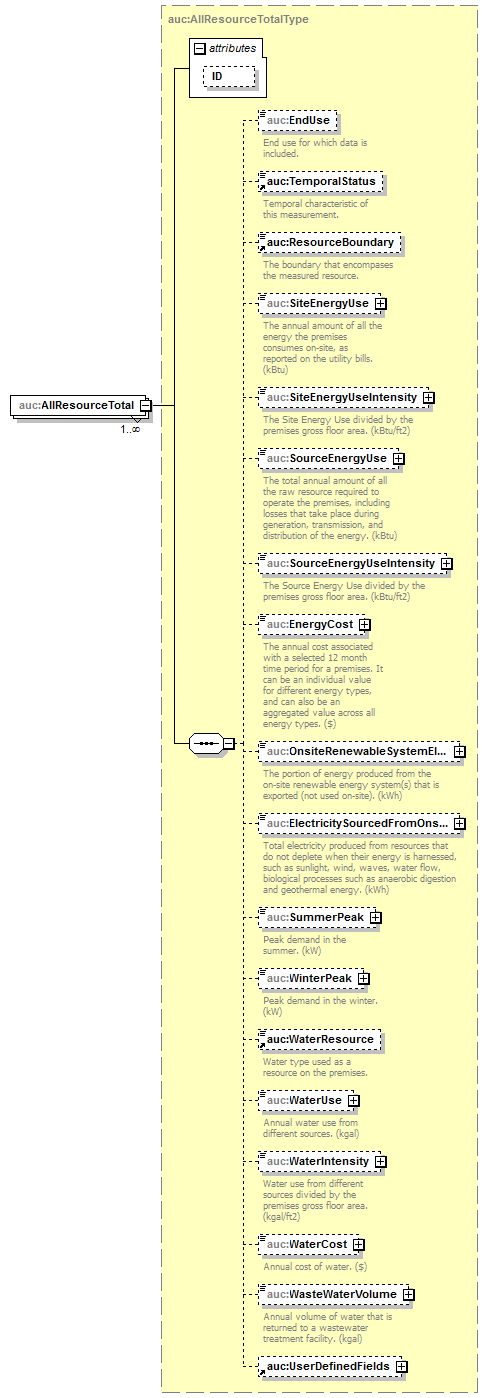 auc:AllResourceTotalType
attributes
ID
auc:EndUse
End use for which data is
included.
auc:TemporalStatus
Temporal characteristic of
this measurement.
auc:ResourceBoundary
The boundary that encompases
the measured resource.
auc:SiteEnergyUse
The annual amount of all the
energy the premises
consumes on-site, as
reported on the utility bills.
(kBtu)
auc:AllResourceTotal
1..∞
auc:SiteEnergyUseIntensity
The Site Energy Use divided by the
premises gross floor area. (kBtu/ft2)
auc:SourceEnergyUse
The total annual amount of all
the raw resource required to
operate the premises, including
losses that take place during
generation, transmission, and
distribution of the energy. (kBtu)
auc:SourceEnergyUseIntensity
The Source Energy Use divided by the
premises gross floor area. (kBtu/ft2)
auc:EnergyCost
The annual cost associated
with a selected 12 month
time period for a premises. It
can be an individual value
for different energy types,
and can also be an
aggregated value across all
energy types. ($)
auc:OnsiteRenewableSystemEl...
The portion of energy produced from the
on-site renewable energy system(s) that is
exported (not used on-site). (kWh)
auc:ElectricitySourcedFromOns...
Total electricity produced from resources that
do not deplete when their energy is harnessed,
such as sunlight, wind, waves, water flow,
biological processes such as anaerobic digestion
and geothermal energy. (kWh)
auc:SummerPeak
Peak demand in the
summer. (kW)
auc:WinterPeak
Peak demand in the winter.
(kW)
auc:WaterResource
Water type used as a
resource on the premises.
auc:WaterUse
Annual water use from
different sources. (kgal)
auc:WaterIntensity
Water use from different
sources divided by the
premises gross floor area.
(kgal/ft2)
auc:WaterCost
Annual cost of water. ($)
auc:WasteWaterVolume
Annual volume of water that is
returned to a wastewater
treatment facility. (kgal)
auc:UserDefinedFields